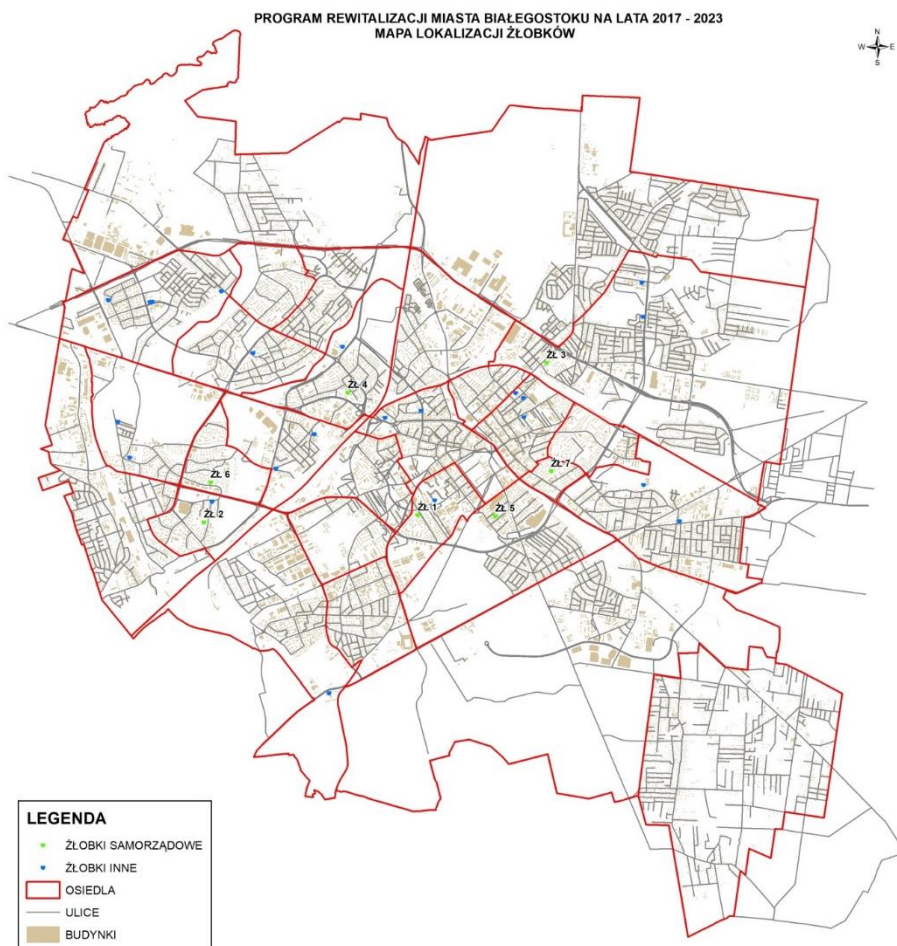 PROGRAM REWITALIZACJI MIASTA BIAŁEGOSTOKU NA LATA 2017 - 2023
MAPA LOKALIZACJI ŻŁOBKÓW
N
W E
S
ŻŁ 3
ŻŁ 4
ŻŁ 7
ŻŁ 6
ŻŁ 1
ŻŁ 5
ŻŁ 2
LEGENDA
ŻŁOBKI SAMORZĄDOWE
ŻŁOBKI INNE
OSIEDLA
ULICE
BUDYNKI